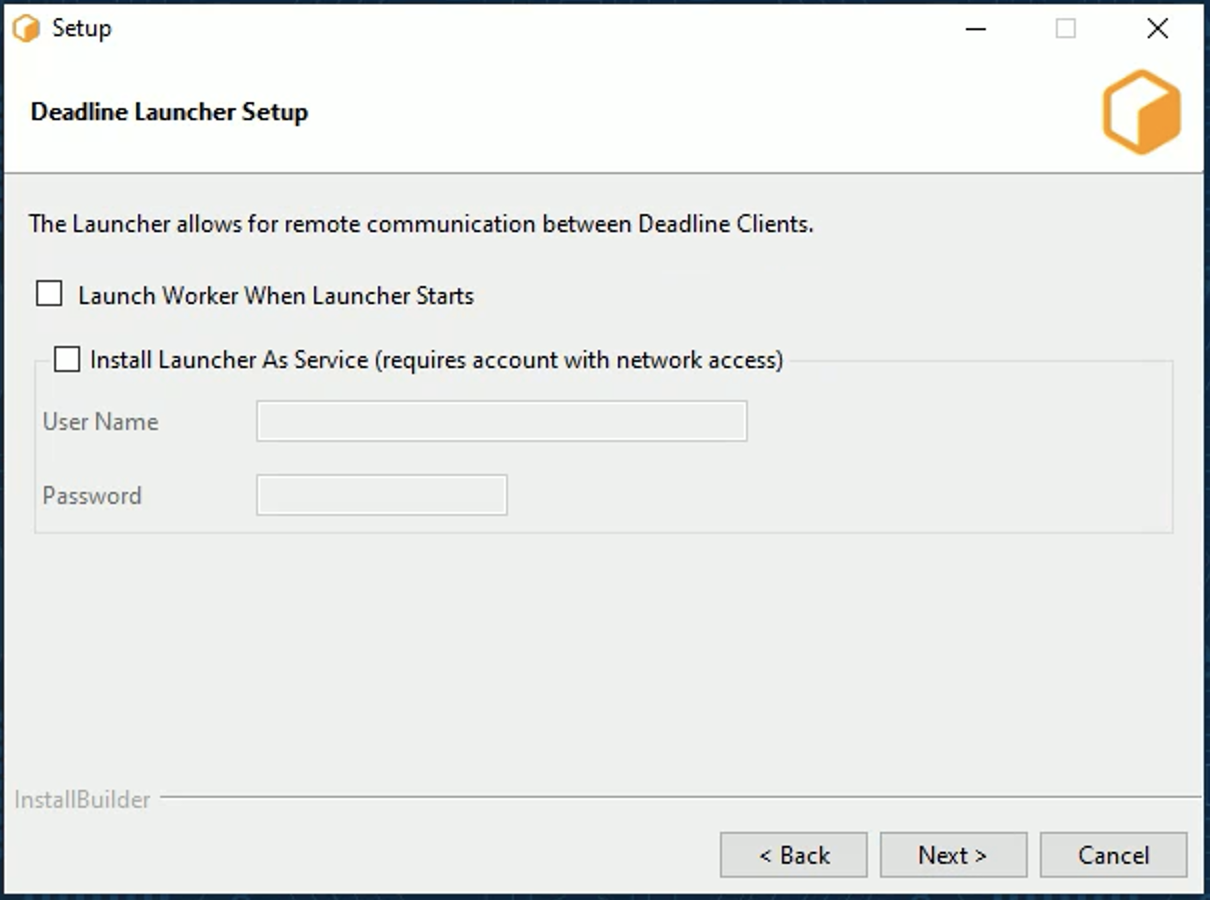 Setup
Deadline Launcher Setup
The Launcher allows for remote communication between Deadline Clients.
Launch Worker When Launcher Starts
Install Launcher As Service (requires account with network access)
User Name
Password
InstallBuilder
< Back Next > Cancel